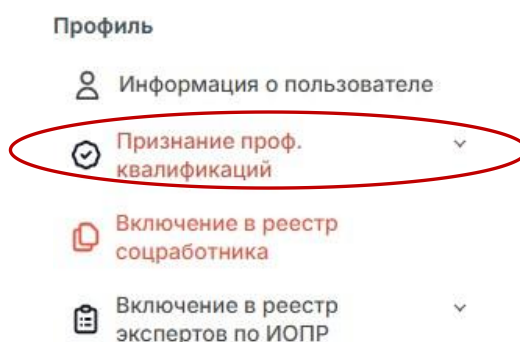 Профиль
Информация о пользователе
Признание проф.
квалификаций
Включение в реестр
соцработника
Включение в реестр
экспертов по ИОПР